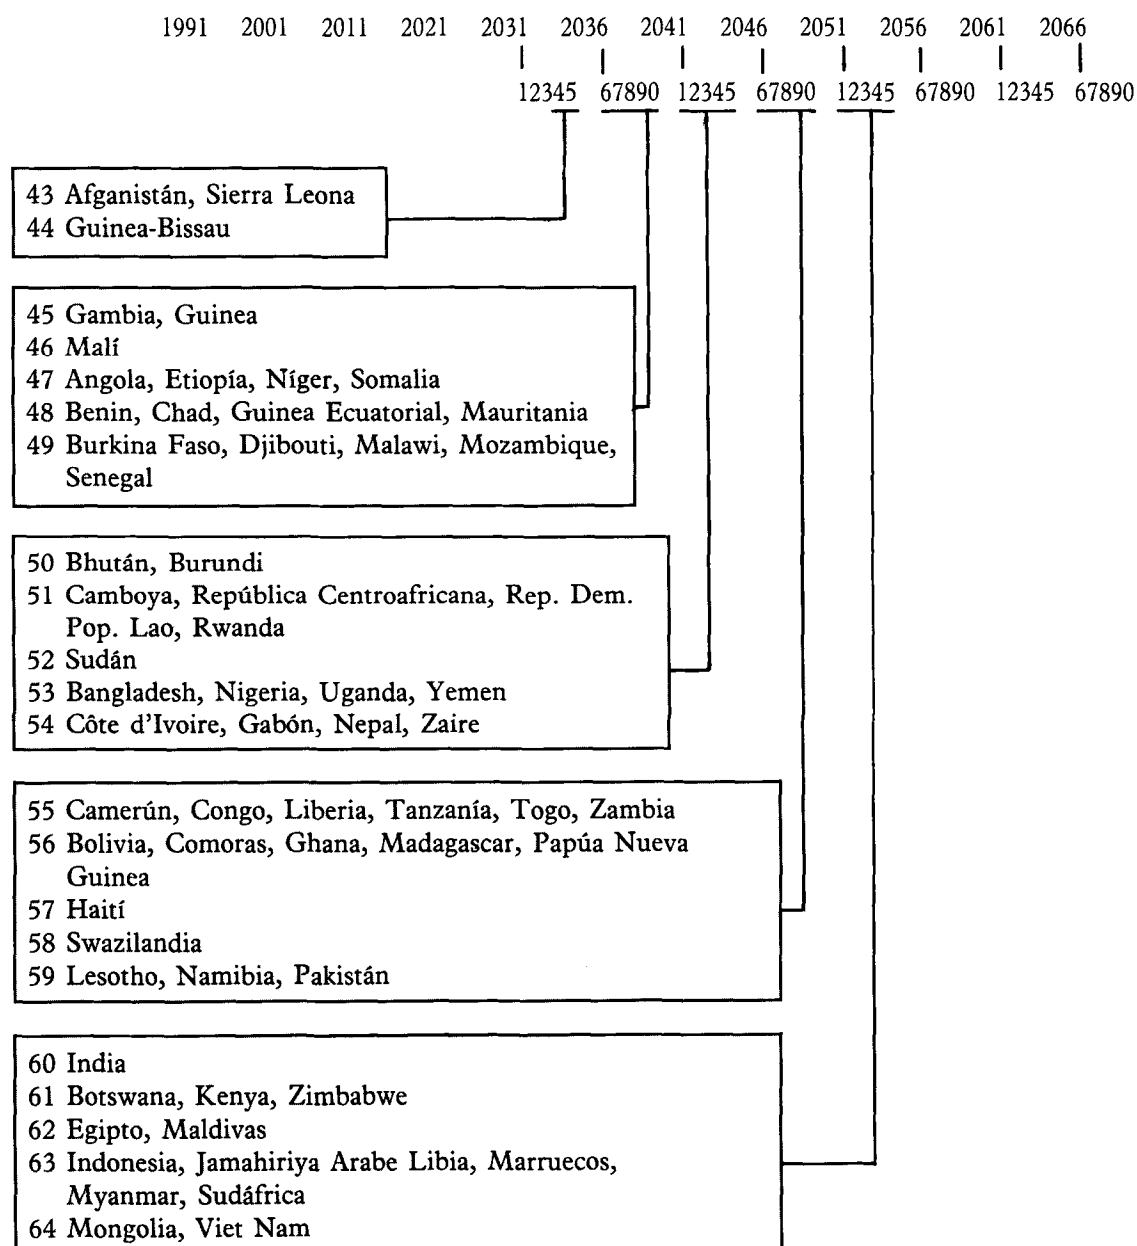 1991 2001 2011 2021 2031 2036 2041 2046 2051 2056 2061 2066
12345 67890 12345 67890 12345 67890 12345 67890
43 Afganistán, Sierra Leona
44 Guinea-Bissau
45 Gambia, Guinea
46 Malí
47 Angola, Etiopía, Níger, Somalia
48 Benin, Chad, Guinea Ecuatorial, Mauritania
49 Burkina Faso, Djibouti, Malawi, Mozambique,
Senegal
50 Bhután, Burundi
51 Camboya, República Centroafricana, Rep. Dem.
Pop. Lao, Rwanda
52 Sudán
53 Bangladesh, Nigeria, Uganda, Yemen
54 Côte d'Ivoire, Gabón, Nepal, Zaire
55 Camerún, Congo, Liberia, Tanzanía, Togo, Zambia
56 Bolivia, Comoras, Ghana, Madagascar, Papúa Nueva
Guinea
57 Haití
58 Swazilandia
59 Lesotho, Namibia, Pakistán
60 India
61 Botswana, Kenya, Zimbabwe
62 Egipto, Maldivas
63 Indonesia, Jamahiriya Arabe Libia, Marruecos,
Myanmar, Sudáfrica
64 Mongolia, Viet Nam